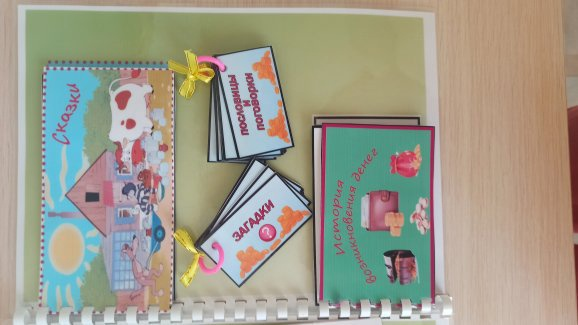 Сказки
ПОСЛОВИЦЫ
И
ПОГОВОРКИ
ЗАГАДКИ
?
История
возникновения денег